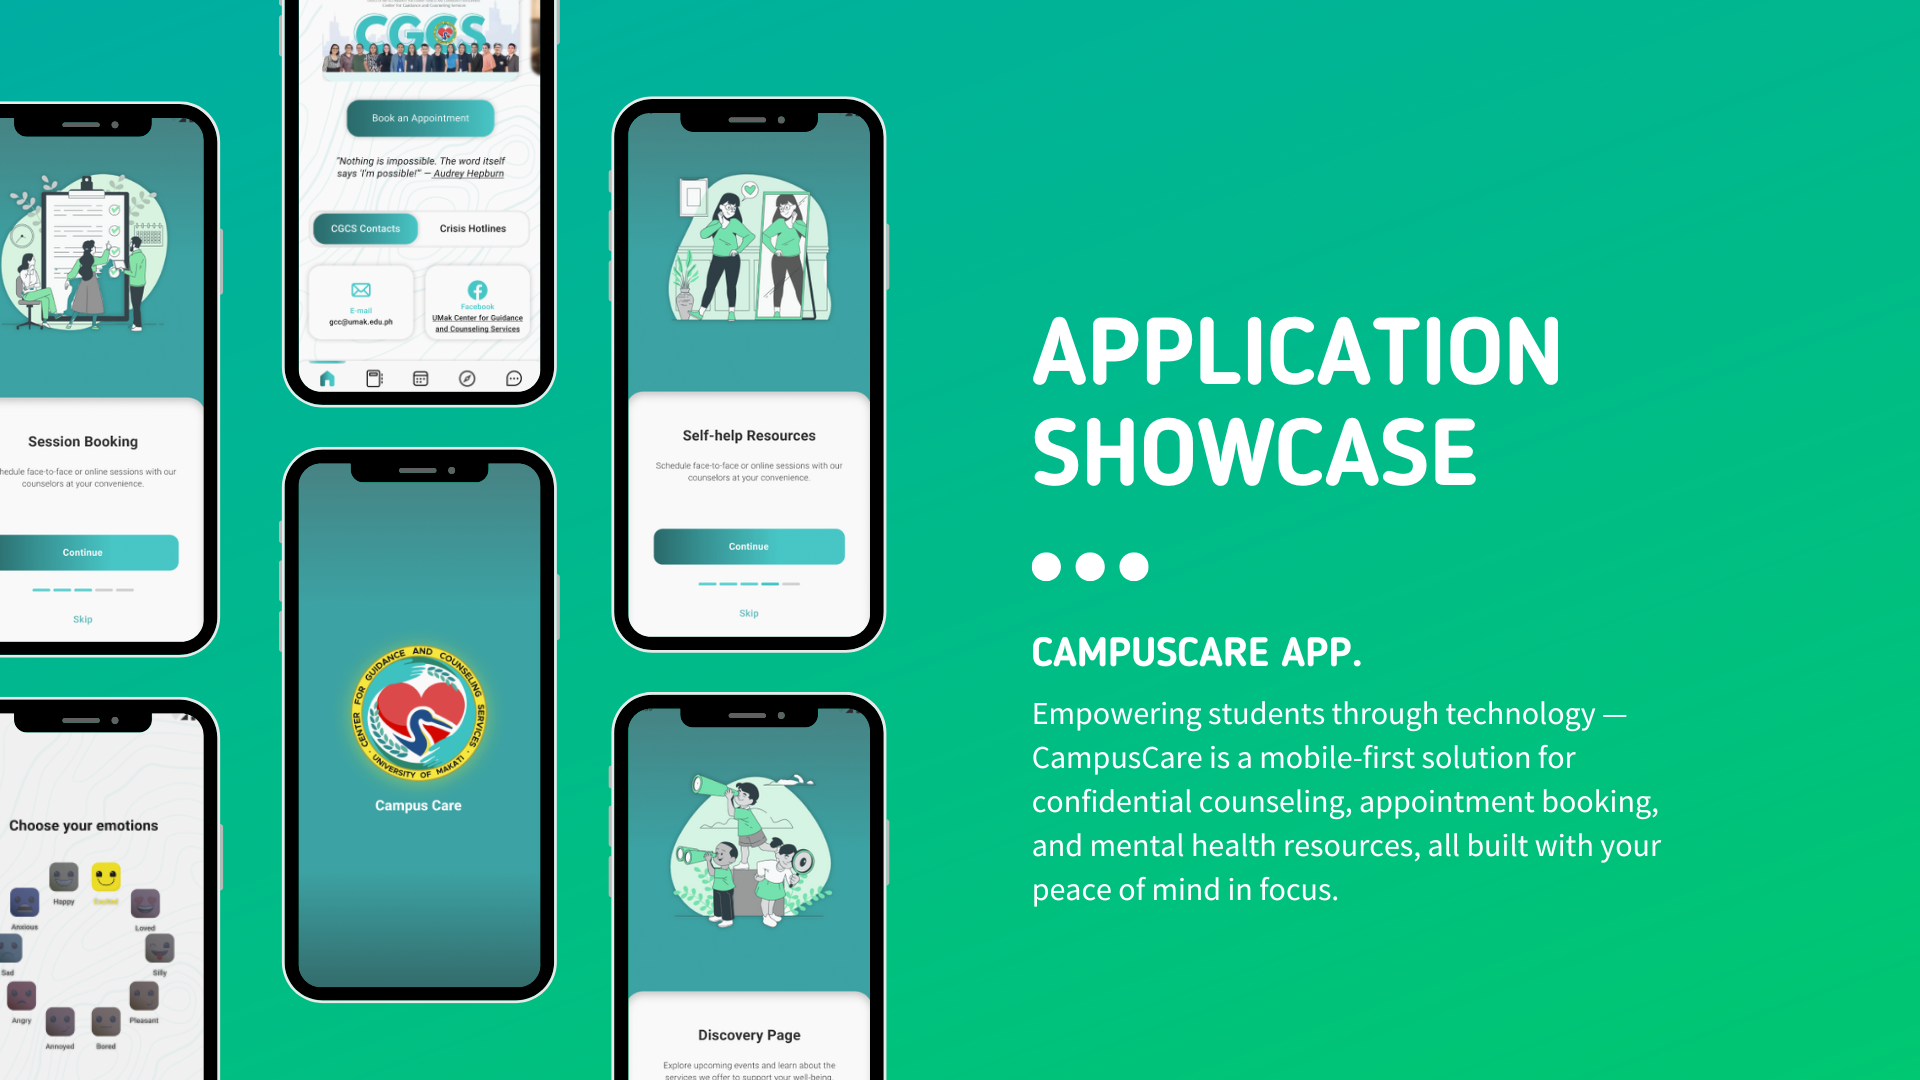 Center for Guidance and Counseling Service
CGCS
Book an Appointment
"Nothing is impossible. The word itself
says 'I'm possible!'" — Audrey Hepburn
CGCS Contacts
Crisis Hotlines
E-mail
gcc@umak.edu.ph
Facebook
UMak Center for Guidance
and Counseling Services
Session Booking
hedule face-to-face or online sessions with our
counselors at your convenience.
Continue
Skip
Self-help Resources
Schedule face-to-face or online sessions with our
counselors at your convenience.
Continue
Skip
CENTER FOR GUIDANCE AND COUNSELING SERVICES
UNIVERSITY OF MAKATI
Campus Care
Choose your emotions
Happy
Excited
Anxious
Loved
Sad
Silly
Angry
Pleasant
Annoyed
Bored
Discovery Page
Explore upcoming events and learn about the
services we offer to support your well-being.
APPLICATION
SHOWCASE
CAMPUSCARE APP.
Empowering students through technology —
CampusCare is a mobile-first solution for
confidential counseling, appointment booking,
and mental health resources, all built with your
peace of mind in focus.